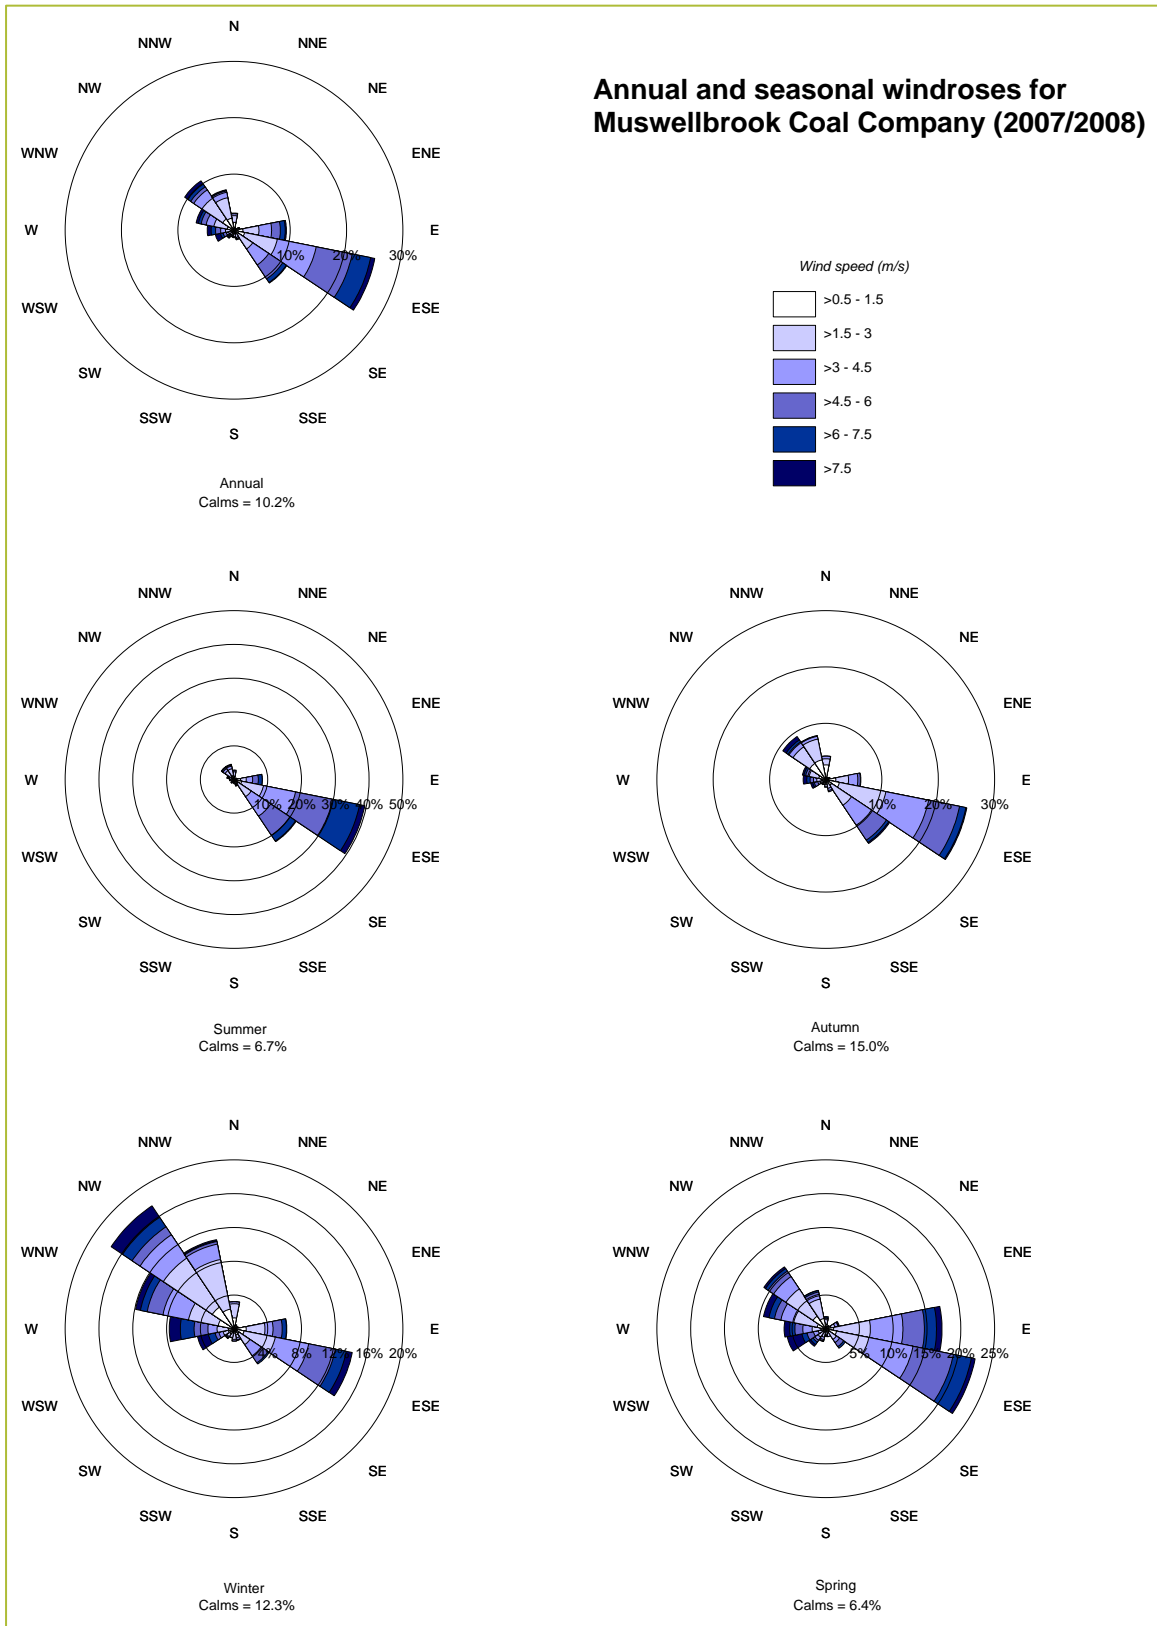 N
NNW
NNE
NW
NE
WNW
ENE
W
E
10%
20%
30%
WSW
ESE
SW
SE
SSW
SSE
S
Annual
Calms = 10.2%
Annual and seasonal windroses for
Muswellbrook Coal Company (2007/2008)
Wind speed (m/s)
>0.5 - 1.5
>1.5 - 3
>3 - 4.5
>4.5 - 6
>6 - 7.5
>7.5
N
NNW
NNE
NW
NE
WNW
ENE
W
E
10%
20%
30%
40%
50%
WSW
ESE
SW
SE
SSW
SSE
S
Summer
Calms = 6.7%
N
NNW
NNE
NW
NE
WNW
ENE
W
E
10%
20%
30%
WSW
ESE
SW
SE
SSW
SSE
S
Autumn
Calms = 15.0%
N
NNW
NNE
NW
NE
WNW
ENE
W
E
4%
8%
12%
16%
20%
WSW
ESE
SW
SE
SSW
SSE
S
Winter
Calms = 12.3%
N
NNW
NNE
NW
NE
WNW
ENE
W
E
5%
10%
15%
20%
25%
WSW
ESE
SW
SE
SSW
SSE
S
Spring
Calms = 6.4%